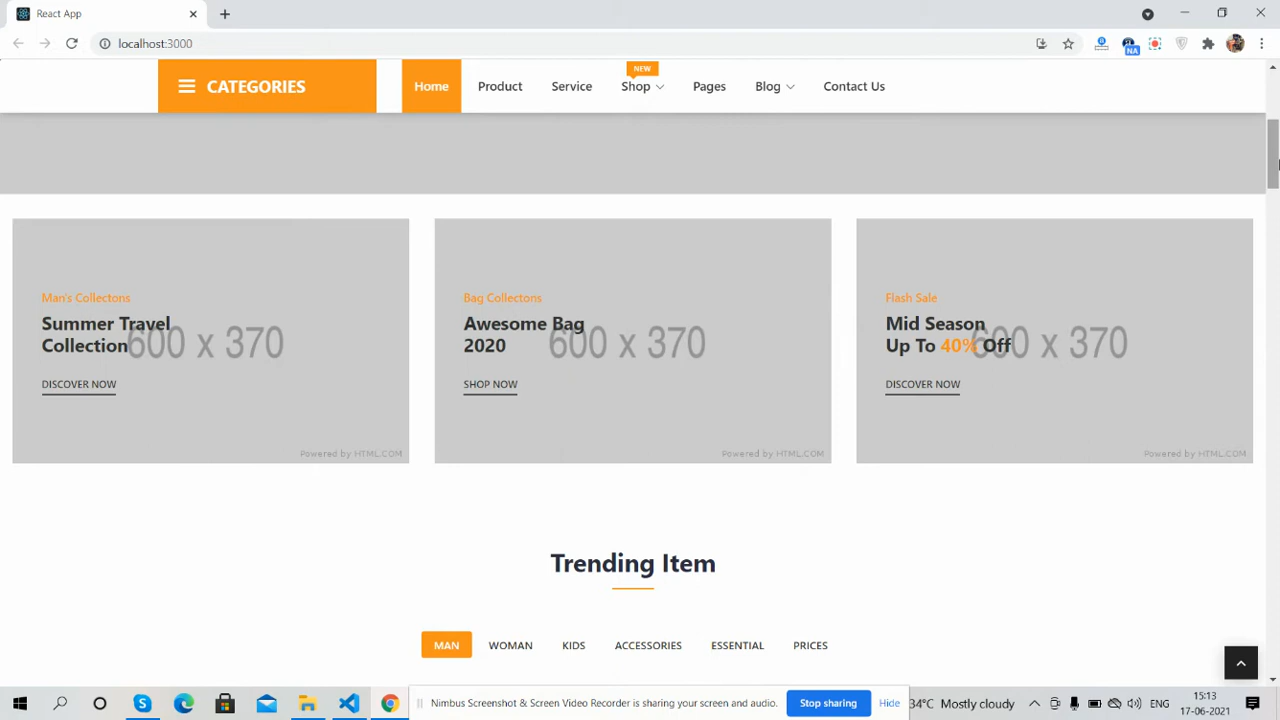 React App
localhost:3000
NA
CATEGORIES
Home
Product
Service
NEW
Shop
Pages
Blog
Contact Us
Man's Collectons
Summer Travel
Collection
DISCOVER NOW
600 x 370
Powered by HTML.COM
Bag Collectons
Awesome Bag
2020
SHOP NOW
600 x 370
Powered by HTML.COM
Flash Sale
Mid Season
Up To 40% Off
DISCOVER NOW
600 x 370
Powered by HTML.COM
Trending Item
MAN
WOMAN
KIDS
ACCESSORIES
ESSENTIAL
PRICES
Nimbus Screenshot & Screen Video Recorder is sharing your screen and audio.
Stop sharing
Hide
34°C Mostly cloudy
ENG
15:13
17-06-2021